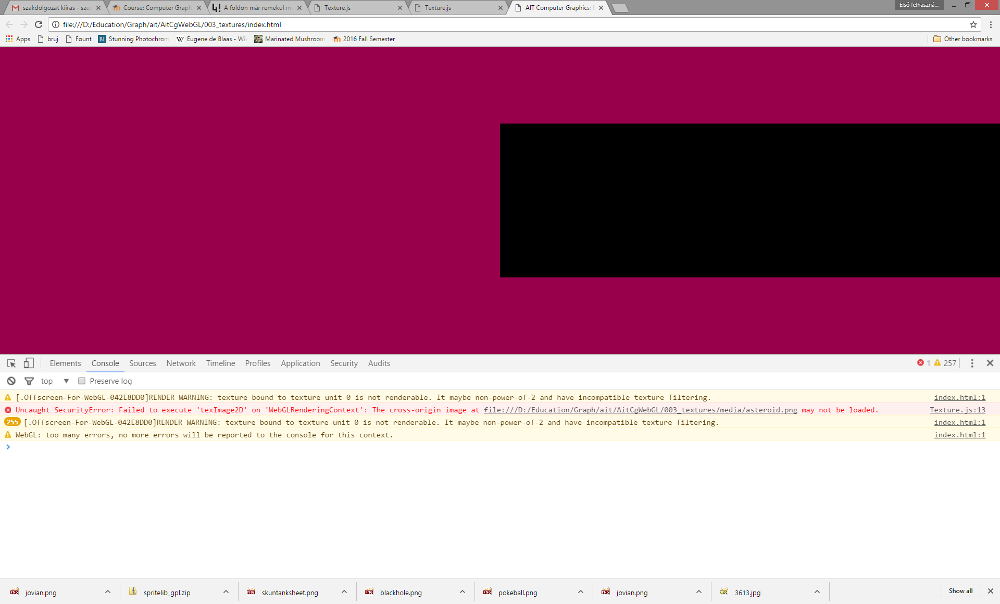 szakdolgozat kiiras - szec
Course: Computer Graph
A földön már remekül m
Texture.js
Texture.js
AIT Computer Graphics:
Első felhaszná...
file:///D:/Education/Graph/ait/AitCgWebGL/003_textures/index.html
Apps
bruj
Fount
BI Stunning Photochrom
W Eugene de Blaas - Wi
Marinated Mushroom
2016 Fall Semester
Other bookmarks
Elements Console Sources Network Timeline Profiles Application Security Audits
1 257
top
Preserve log
[.Offscreen-For-WebGL-042E8DD0]RENDER WARNING: texture bound to texture unit 0 is not renderable. It maybe non-power-of-2 and have incompatible texture filtering. index.html:1
Uncaught SecurityError: Failed to execute 'texImage2D' on 'WebGLRenderingContext': The cross-origin image at file:///D:/Education/Graph/ait/AitCgWebGL/003_textures/media/asteroid.png may not be loaded. Texture.js:13
255 [.Offscreen-For-WebGL-042E8DD0]RENDER WARNING: texture bound to texture unit 0 is not renderable. It maybe non-power-of-2 and have incompatible texture filtering. index.html:1
WebGL: too many errors, no more errors will be reported to the console for this context. index.html:1
jovian.png
spritelib_gpl.zip
skuntanksheet.png
blackhole.png
pokeball.png
jovian.png
3613.jpg
Show all